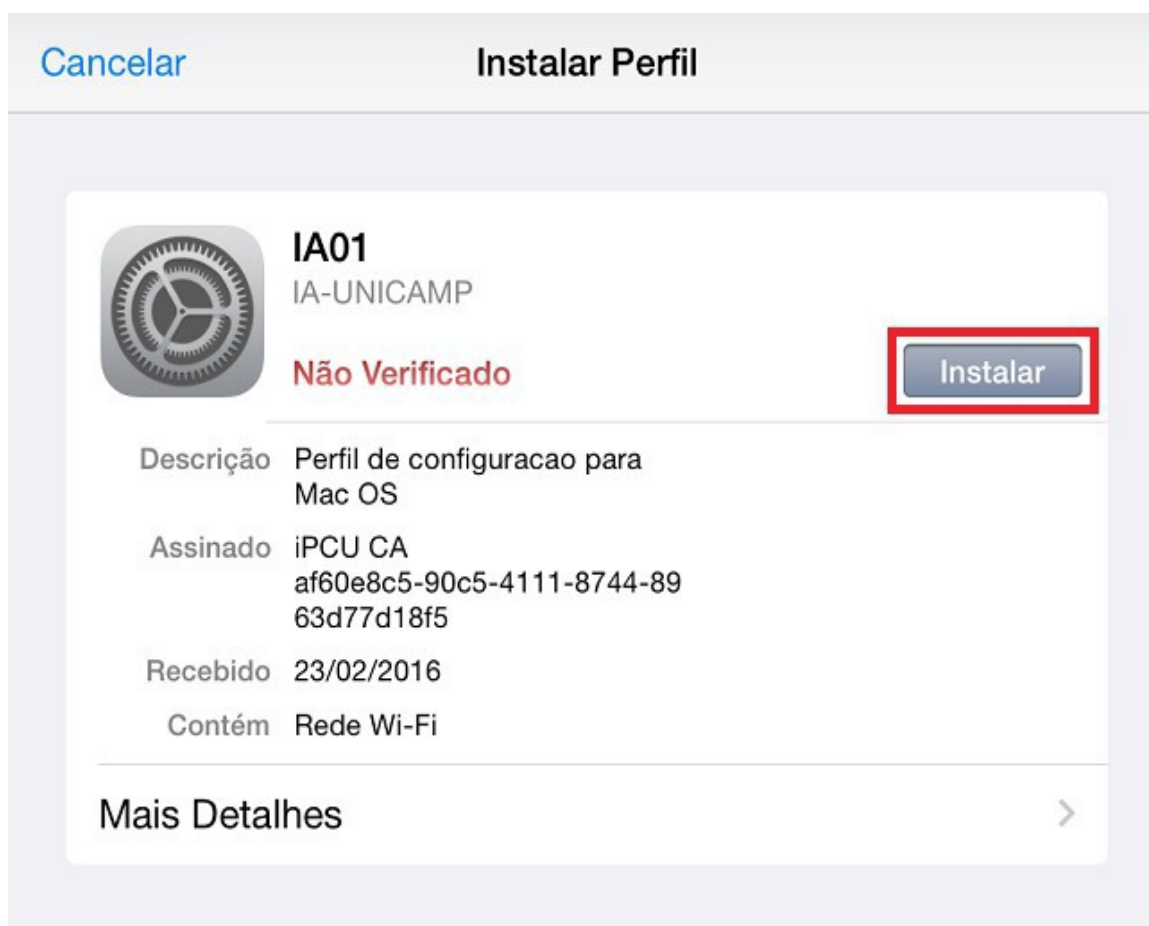 Cancelar
Instalar Perfil
IA01
IA-UNICAMP
Não Verificado
Instalar
Descrição
Perfil de configuracao para
Mac OS
Assinado
iPCU CA
af60e8c5-90c5-4111-8744-89
63d77d18f5
Recebido
23/02/2016
Contém
Rede Wi-Fi
Mais Detalhes